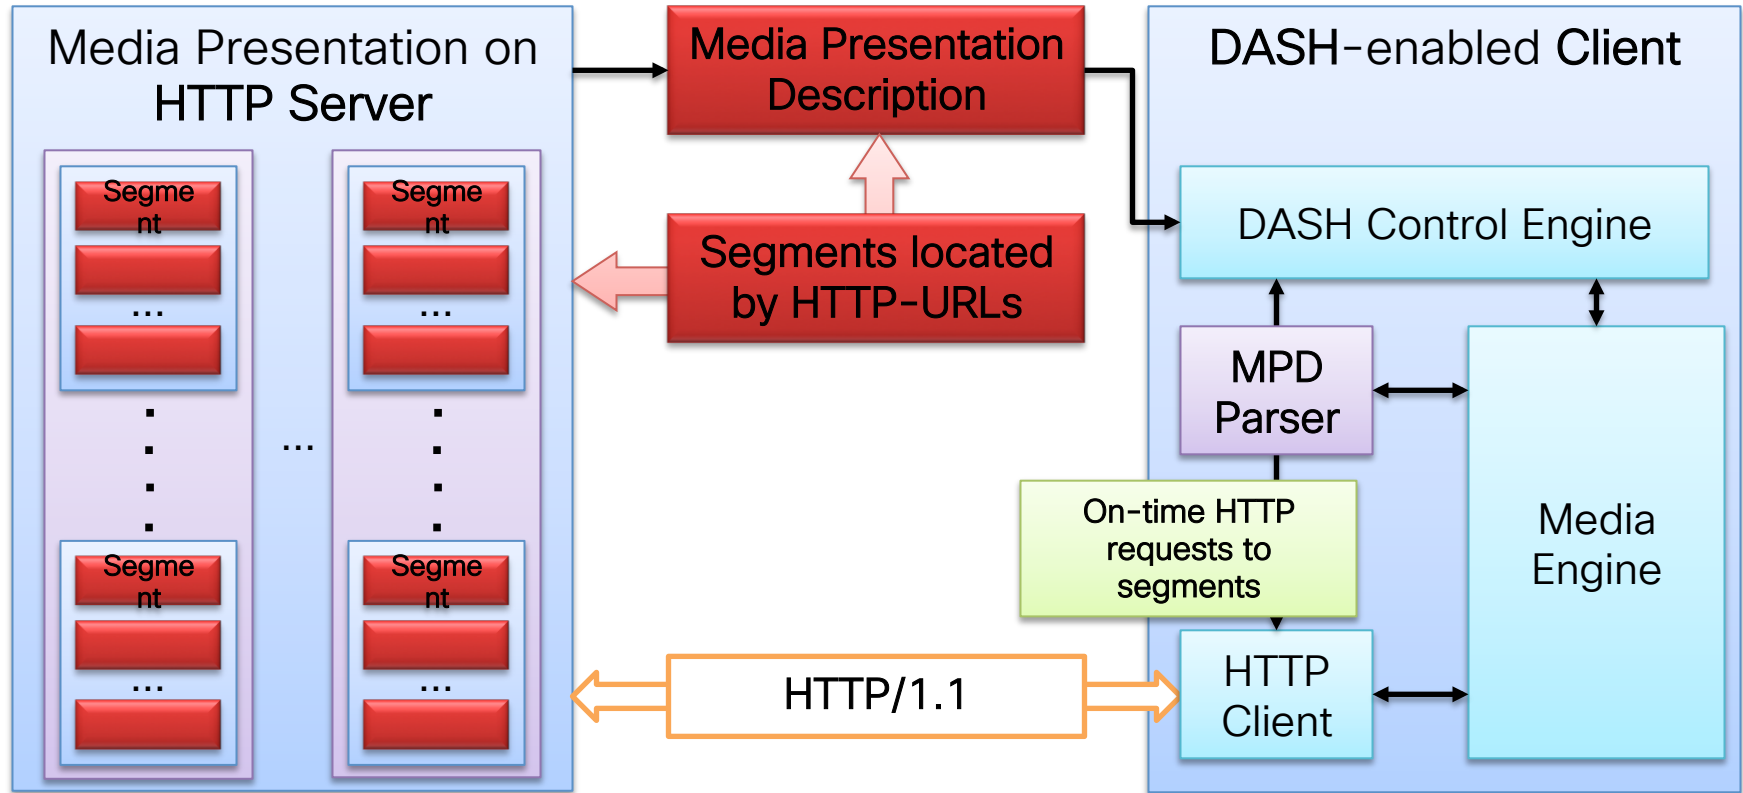 Media Presentation on
HTTP Server
Segme
nt
...
Segme
nt
...
...
Segme
nt
...
Segme
nt
...
Media Presentation
Description
Segments located
by HTTP-URLs
HTTP/1.1
DASH-enabled Client
DASH Control Engine
MPD
Parser
On-time HTTP
requests to
segments
HTTP
Client
Media
Engine